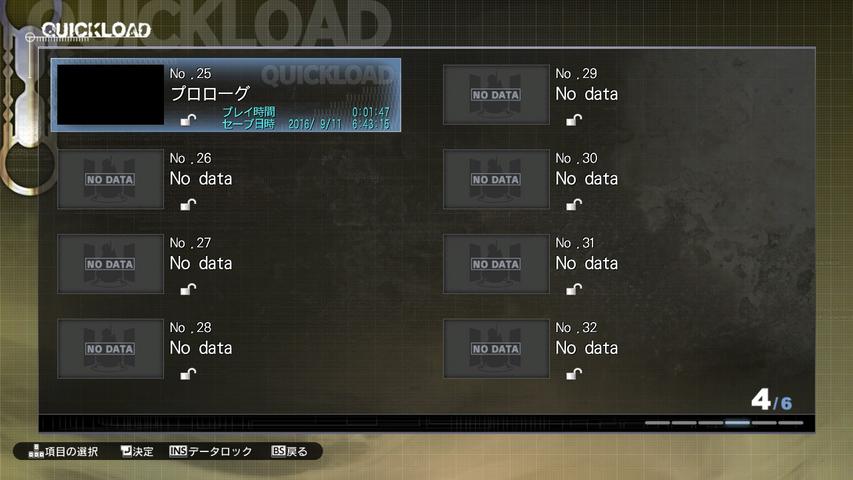 QUICKLOAD
QUICKLOAD
QUICKLOAD
No.25
プロローグ
プレイ時間 0:01:47
セーブ日時 2016/ 9/11 6:43:15
NO DATA
No.26
No data
NO DATA
No.27
No data
NO DATA
No.28
No data
NO DATA
No.29
No data
NO DATA
No.30
No data
NO DATA
No.31
No data
NO DATA
No.32
No data
4/6
項目の選択 決定 INS データロック BS 戻る